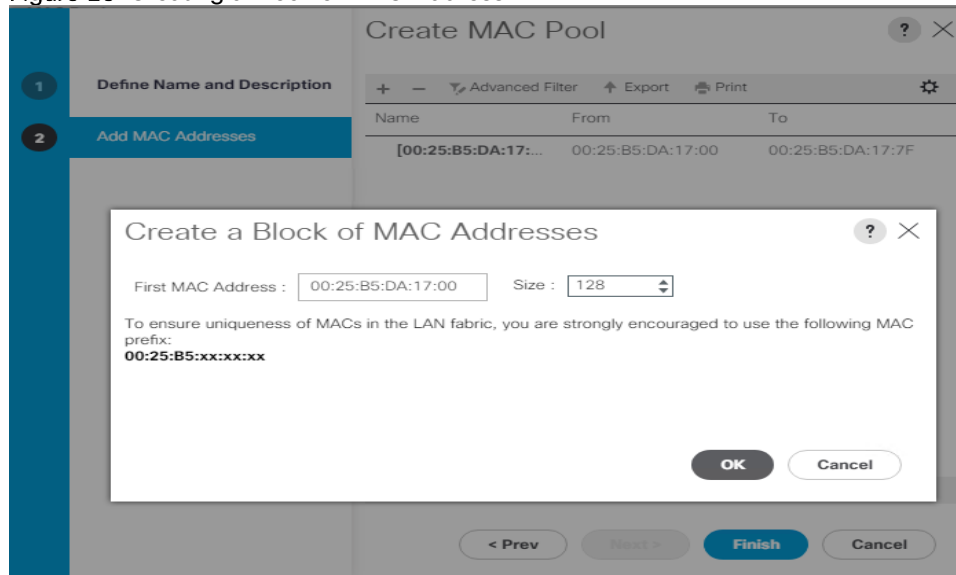 Create MAC Pool
?
1 Define Name and Description
2 Add MAC Addresses
+ − Advanced Filter Export Print
Name From To
[00:25:B5:DA:17:... 00:25:B5:DA:17:00 00:25:B5:DA:17:7F
Create a Block of MAC Addresses
?
First MAC Address : 00:25:B5:DA:17:00 Size : 128
To ensure uniqueness of MACs in the LAN fabric, you are strongly encouraged to use the following MAC
prefix:
00:25:B5:xx:xx:xx
OK Cancel
< Prev Next > Finish Cancel